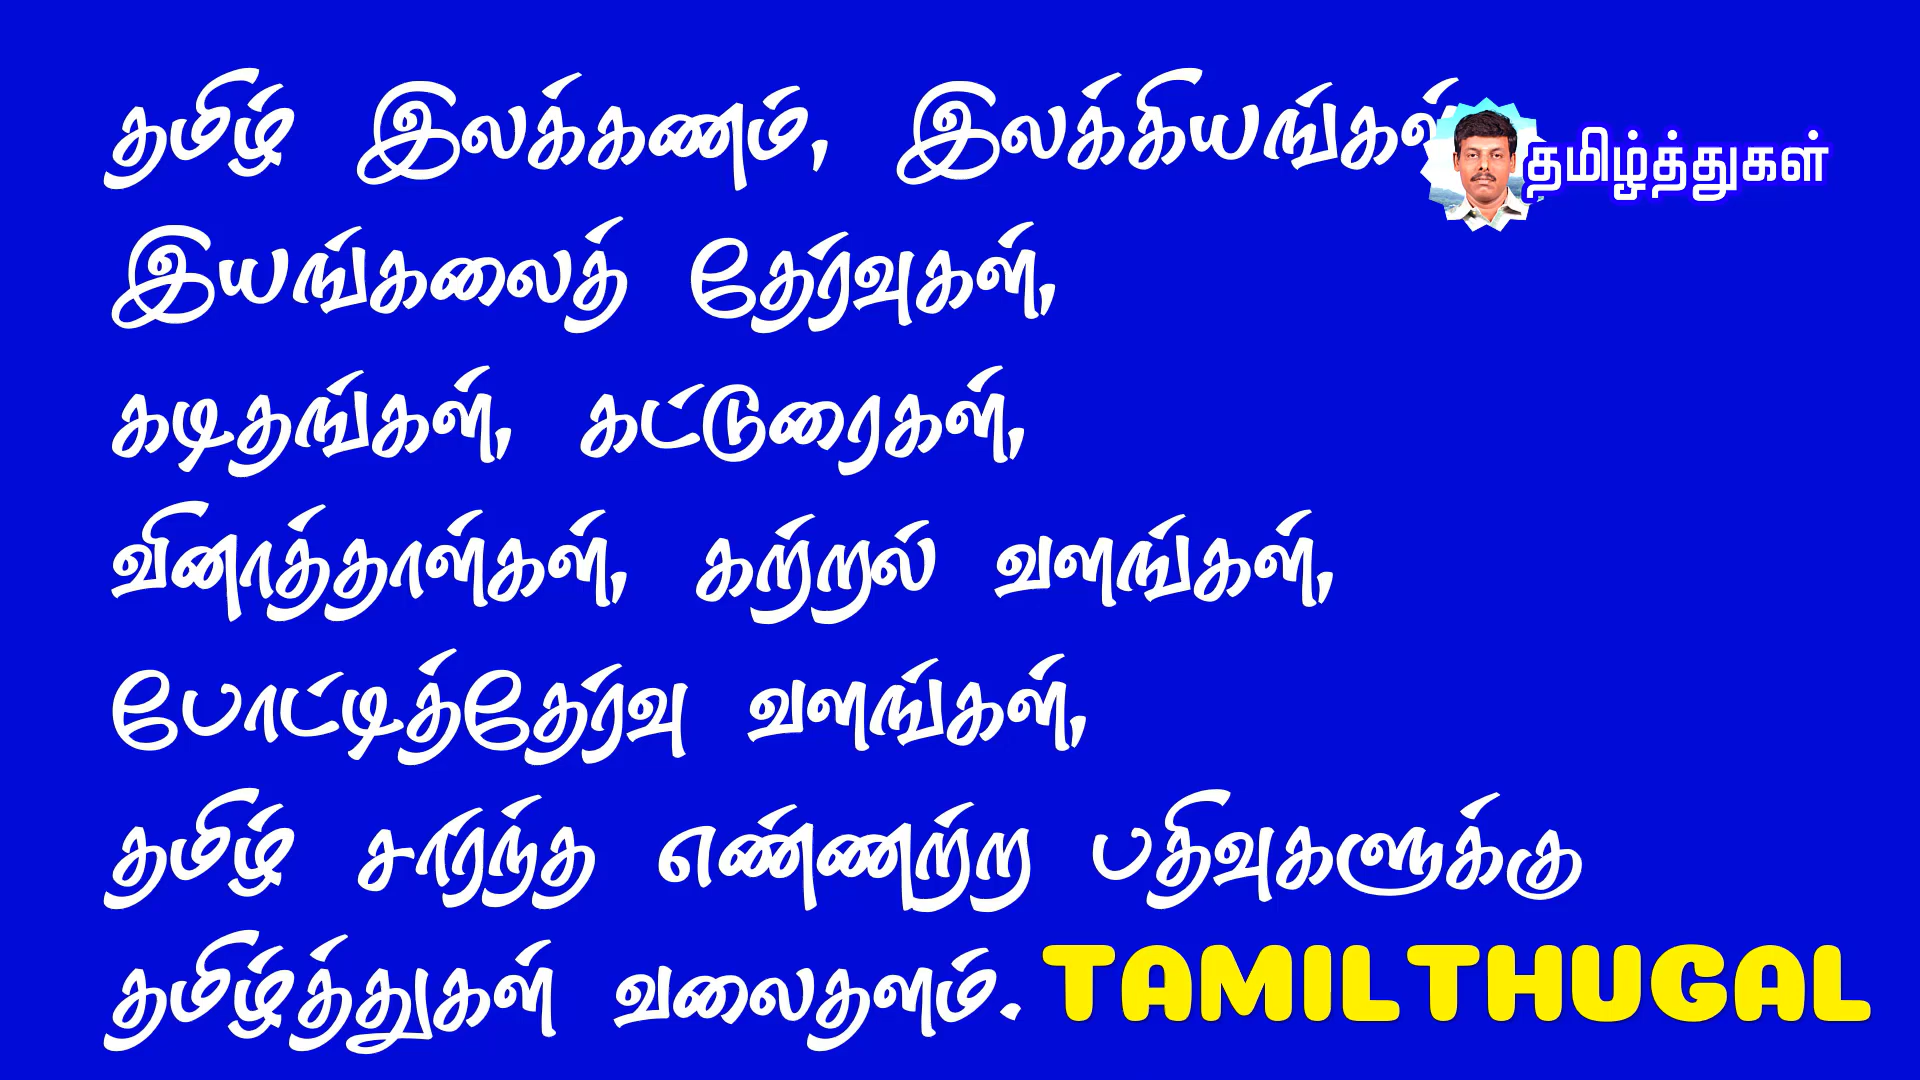 தமிழ் இலக்கணம், இலக்கியங்கள்
தமிழ்த்துகள்
இயங்கலைத் தேர்வுகள்,
கடிதங்கள், கட்டுரைகள்,
வினாத்தாள்கள், கற்றல் வளங்கள்,
போட்டித்தேர்வு வளங்கள்,
தமிழ் சார்ந்த எண்ணற்ற பதிவுகளுக்கு
தமிழ்த்துகள் வலைதளம். TAMILTHUGAL